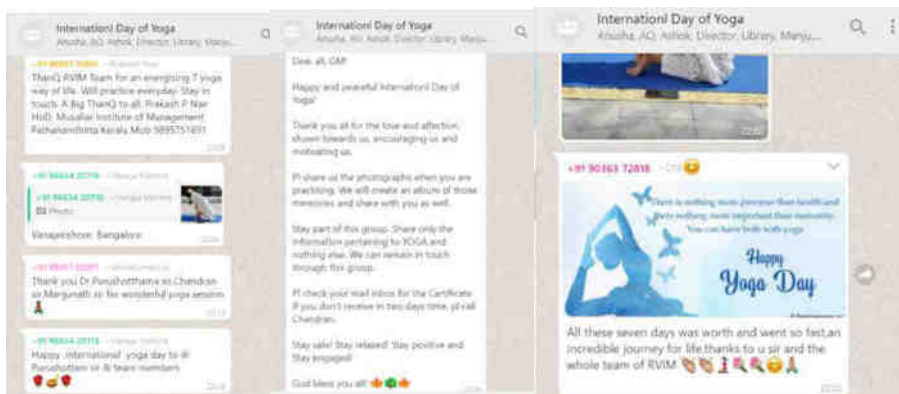 Internationl Day of Yoga
Anusha, AO, Ashok, Director, Library, Manju,...
ThanQ RVIM Team for an energising 7 yoga
way of life. Will practice everyday. Stay in
touch. A Big ThanQ to all. Prakash P Nair
HoD, Musaliar Institute of Management
Pathanamthitta Kerala. Mob
+91 98834 20716
+91 98834 20716
Photo
Bangalore
Thank you Dr Purushotthama sir, Chandran
sir, Manjunath sir for wonderful yoga session
Happy international yoga day to dr
Purushottam sir & team members
Internationl Day of Yoga
Anusha, AO, Ashok, Director, Library, Manju,...
Dear all, GM!
Happy and peaceful Internationl Day of
Yoga!
Thank you all for the love and affection
shown towards us, encouraging us and
motivating us.
Pl share us the photographs when you are
practising. We will create an album of those
memories and share with you as well.
Stay part of this group. Share only the
information pertaining to YOGA and
nothing else. We can remain in touch
through this group.
Pl check your mail inbox for the Certificate.
If you don't receive in two days time, pl call
Chandran.
Stay safe! Stay relaxed! Stay positive and
Stay engaged!
God bless you all!
Internationl Day of Yoga
Anusha, AO, Ashok, Director, Library, Manju,...
+91 90363 72818
There is nothing more precious than health and
there nothing more important than immunity.
You can have both with yoga
Happy
Yoga Day
All these seven days was worth and went so fast,an
incredible journey for life.thanks to u sir and the
whole team of RVIM